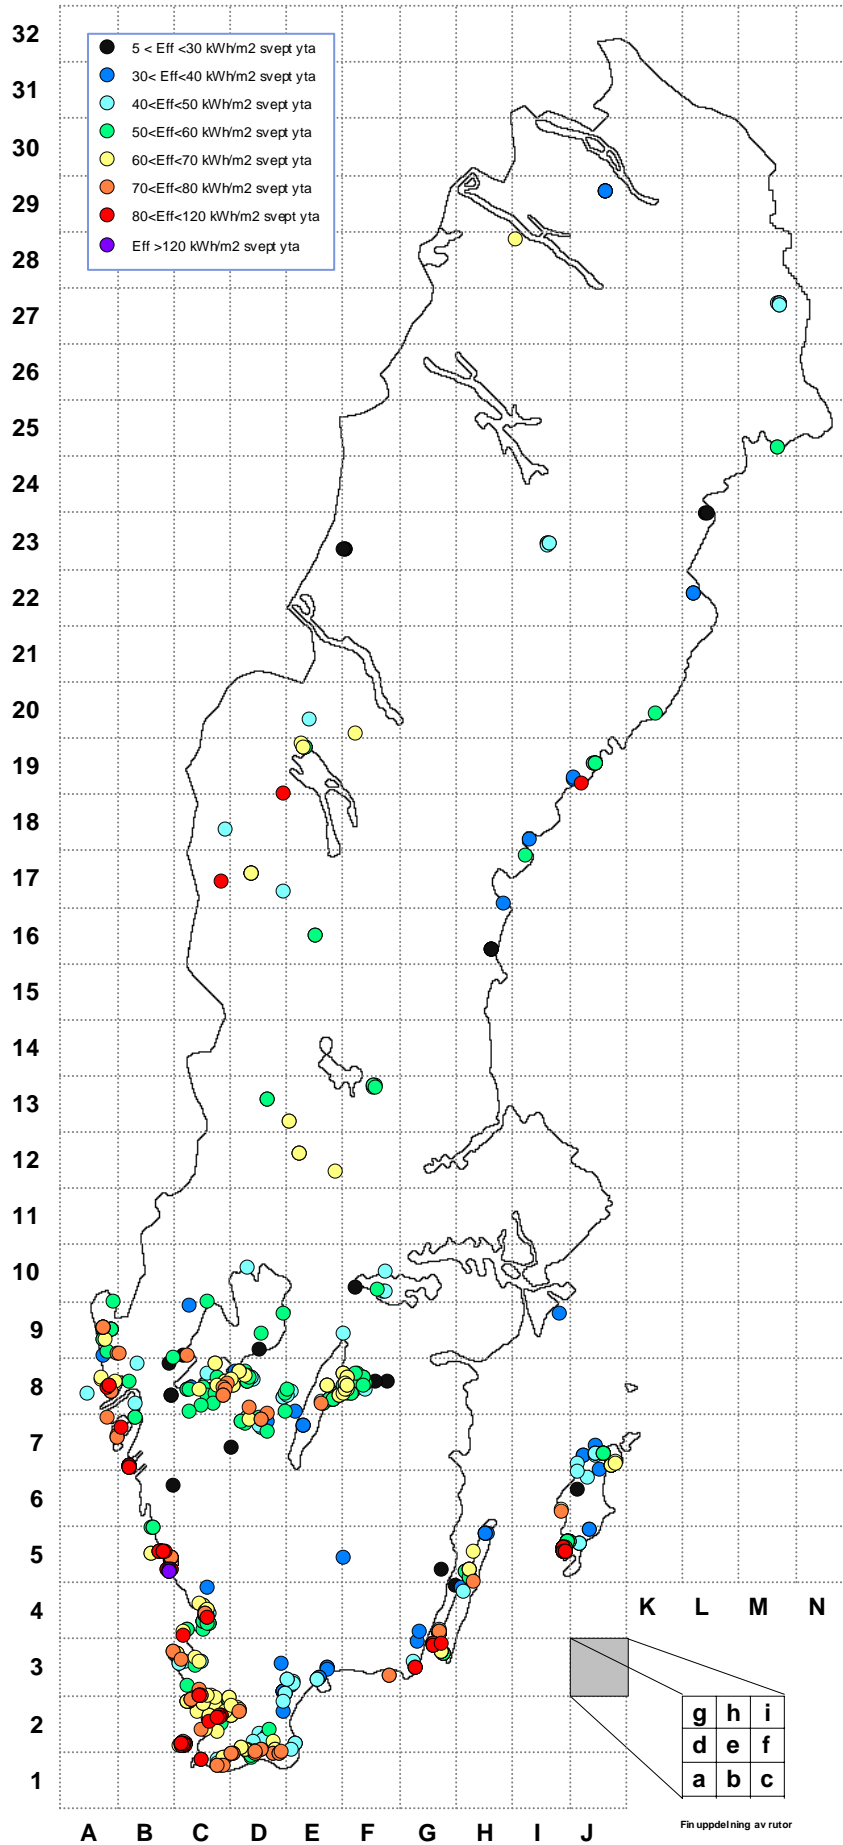 32
31
30
29
28
27
26
25
24
23
22
21
20
19
18
17
16
15
14
13
12
11
10
9
8
7
6
5
4
3
2
1
5 < Eff <30 kWh/m2 svept yta
30< Eff<40 kWh/m2 svept yta
40<Eff<50 kWh/m2 svept yta
50<Eff<60 kWh/m2 svept yta
60<Eff<70 kWh/m2 svept yta
70<Eff<80 kWh/m2 svept yta
80<Eff<120 kWh/m2 svept yta
Eff >120 kWh/m2 svept yta
K L M N
g h i
d e f
a b c
Fin uppdelning av rutor
A B C D E F G H I J